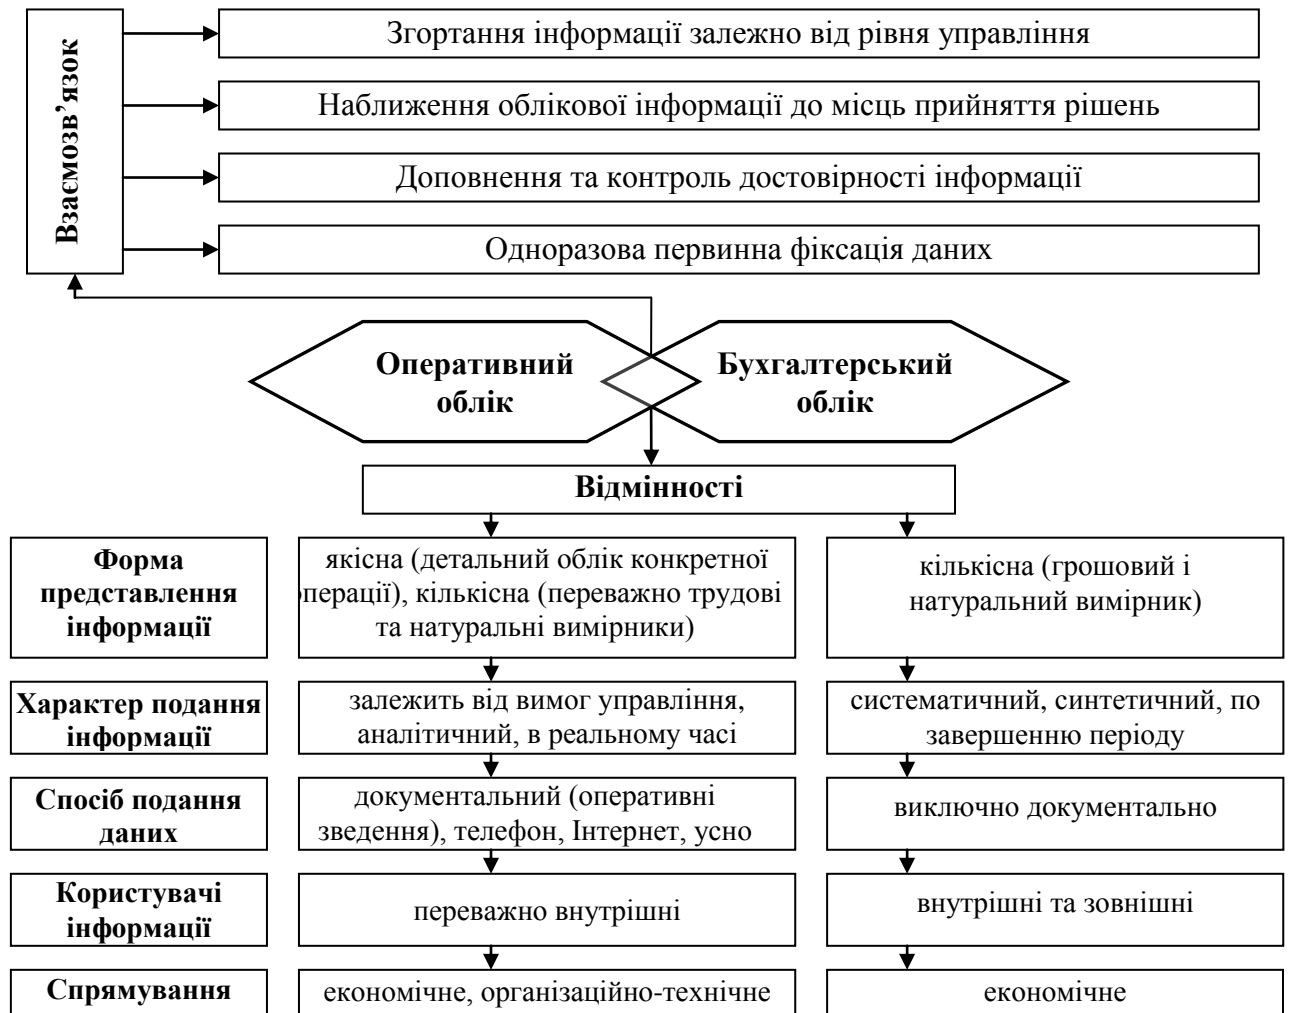 Взаємозв’язок
Згортання інформації залежно від рівня управління
Наближення облікової інформації до місць прийняття рішень
Доповнення та контроль достовірності інформації
Одноразова первинна фіксація даних
Оперативний
облік
Бухгалтерський
облік
Відмінності
Форма
представлення
інформації
якісна (детальний облік конкретної
операції), кількісна (переважно трудові
та натуральні вимірники)
кількісна (грошовий і
натуральний вимірник)
Характер подання
інформації
залежить від вимог управління,
аналітичний, в реальному часі
систематичний, синтетичний, по
завершенню періоду
Спосіб подання
даних
документальний (оперативні
зведення), телефон, Інтернет, усно
виключно документально
Користувачі
інформації
переважно внутрішні
внутрішні та зовнішні
Спрямування
економічне, організаційно-технічне
економічне